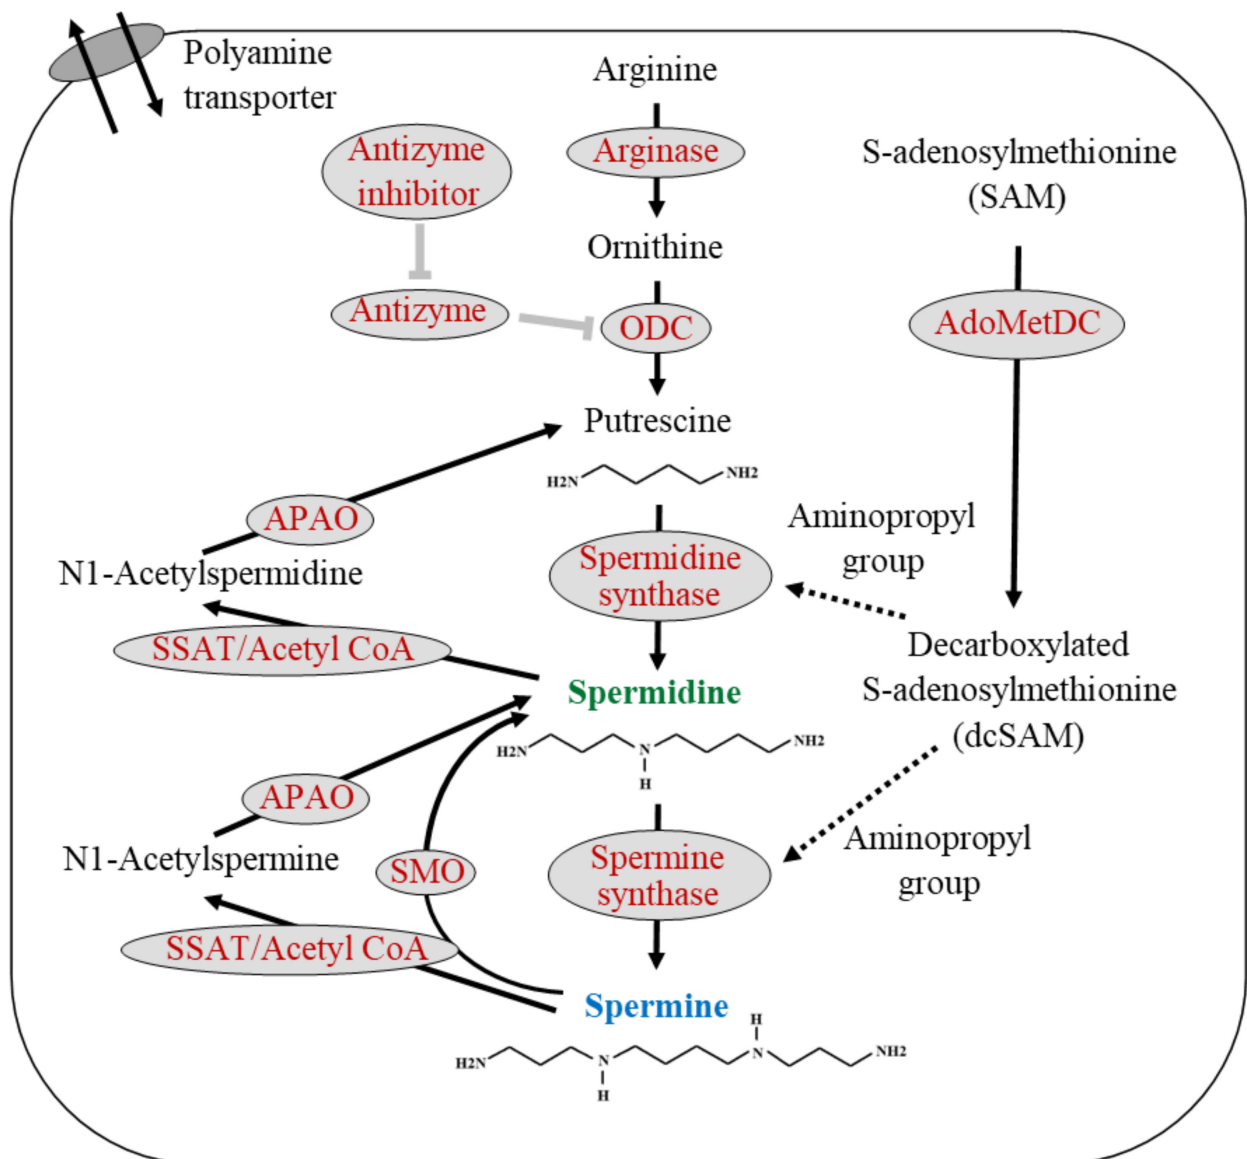 Polyamine
transporter
Arginine
Arginase
Antizyme
inhibitor
S-adenosylmethionine
(SAM)
Ornithine
Antizyme
ODC
AdoMetDC
Putrescine
H2N
NH2
APAO
Aminopropyl
group
N1-Acetylspermidine
Spermidine
synthase
SSAT/Acetyl CoA
Decarboxylated
S-adenosylmethionine
(dcSAM)
Spermidine
H2N
N
H
NH2
APAO
N1-Acetylspermine
SMO
Spermine
synthase
Aminopropyl
group
SSAT/Acetyl CoA
Spermine
H
H2N
N
N
NH2
H